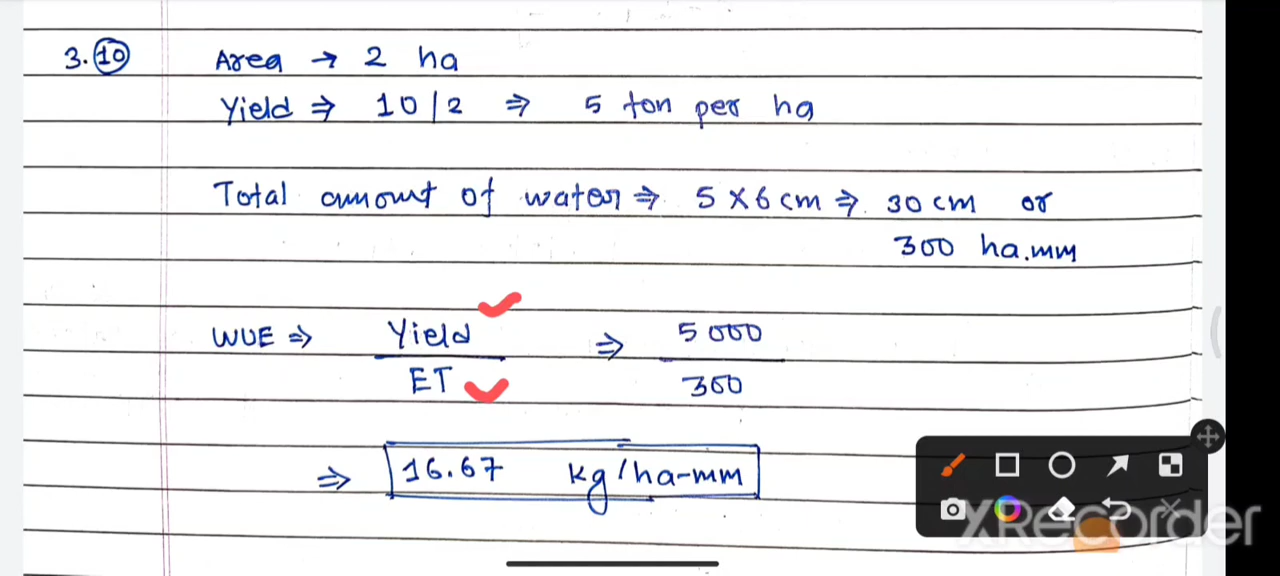 3. 10 Area → 2 ha
Yield ⇒ 10/2 ⇒ 5 ton per ha
Total amount of water ⇒ 5 × 6 cm ⇒ 30 cm or
300 ha.mm
WUE ⇒ Yield / ET ⇒ 5000 / 300
⇒ 16.67 kg/ha-mm
XRecorder